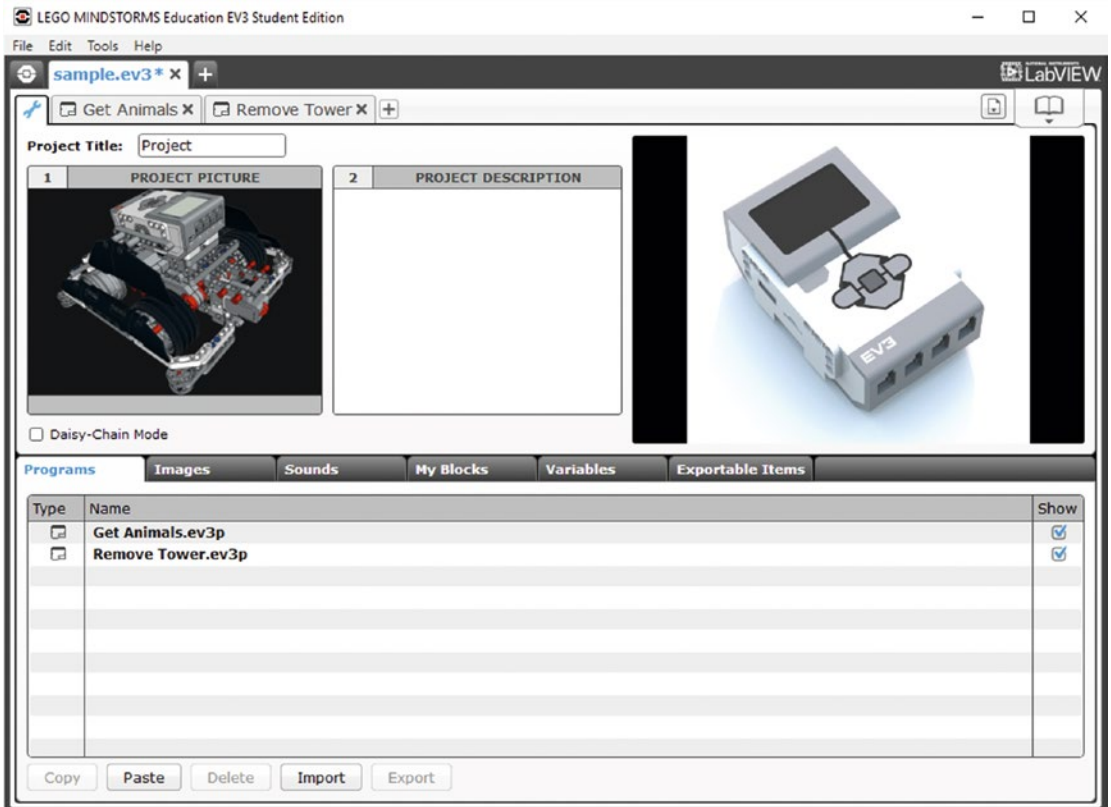 LEGO MINDSTORMS Education EV3 Student Edition
File Edit Tools Help
sample.ev3* × +
NATIONAL INSTRUMENTS
LabVIEW
Get Animals × Remove Tower × +
Project Title: Project
1 PROJECT PICTURE 2 PROJECT DESCRIPTION
EV3
Daisy-Chain Mode
Programs Images Sounds My Blocks Variables Exportable Items
Type Name Show
Get Animals.ev3p
Remove Tower.ev3p
Copy Paste Delete Import Export